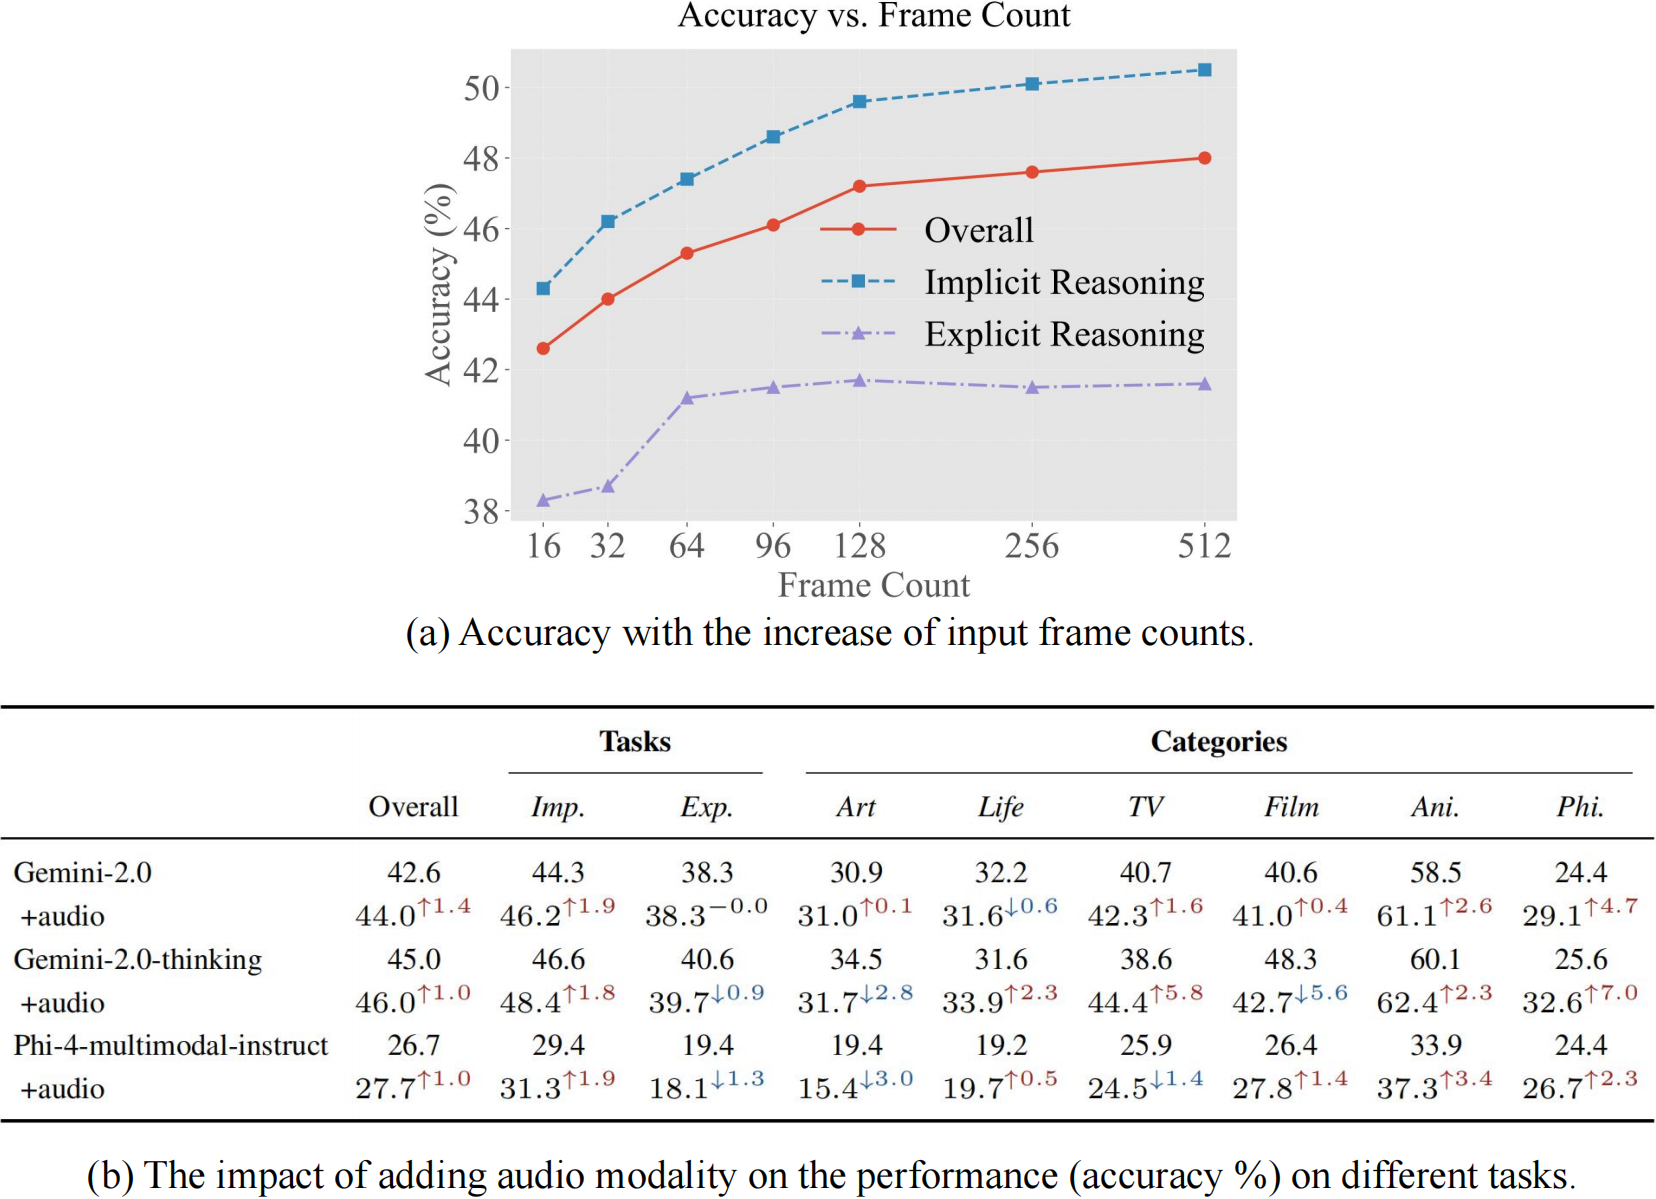 Accuracy vs. Frame Count
50
48
46
44
42
40
38
Accuracy (%)
Overall
Implicit Reasoning
Explicit Reasoning
16 32 64 96 128 256 512
Frame Count
(a) Accuracy with the increase of input frame counts.
Tasks Categories
Overall Imp. Exp. Art Life TV Film Ani. Phi.
Gemini-2.0 42.6 44.3 38.3 30.9 32.2 40.7 40.6 58.5 24.4
+audio 44.0↑1.4 46.2↑1.9 38.3−0.0 31.0↑0.1 31.6↓0.6 42.3↑1.6 41.0↑0.4 61.1↑2.6 29.1↑4.7
Gemini-2.0-thinking 45.0 46.6 40.6 34.5 31.6 38.6 48.3 60.1 25.6
+audio 46.0↑1.0 48.4↑1.8 39.7↓0.9 31.7↓2.8 33.9↑2.3 44.4↑5.8 42.7↓5.6 62.4↑2.3 32.6↑7.0
Phi-4-multimodal-instruct 26.7 29.4 19.4 19.4 19.2 25.9 26.4 33.9 24.4
+audio 27.7↑1.0 31.3↑1.9 18.1↓1.3 15.4↓3.0 19.7↑0.5 24.5↓1.4 27.8↑1.4 37.3↑3.4 26.7↑2.3
(b) The impact of adding audio modality on the performance (accuracy %) on different tasks.